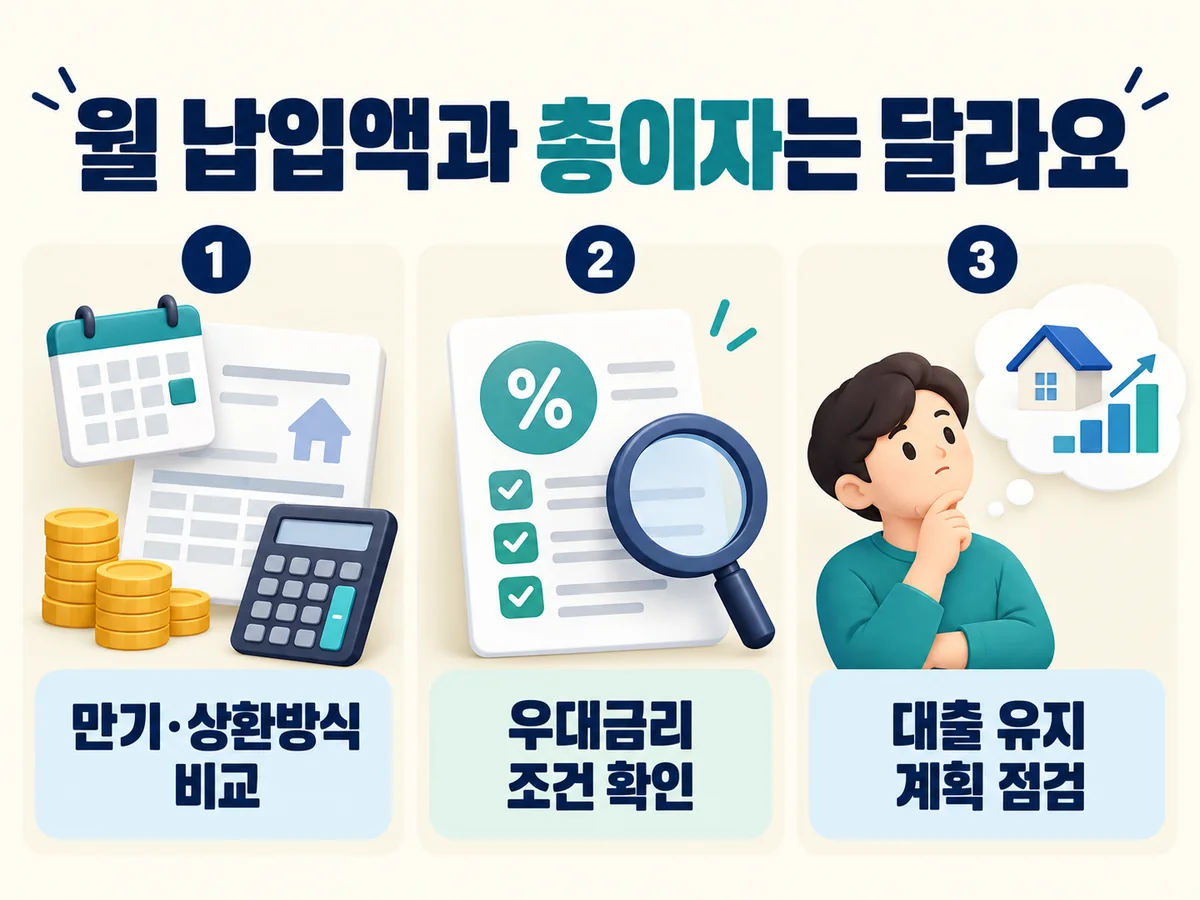 월 납입액과 총이자는 달라요
1
2
3
%
만기·상환방식
비교
우대금리
조건 확인
대출 유지
계획 점검